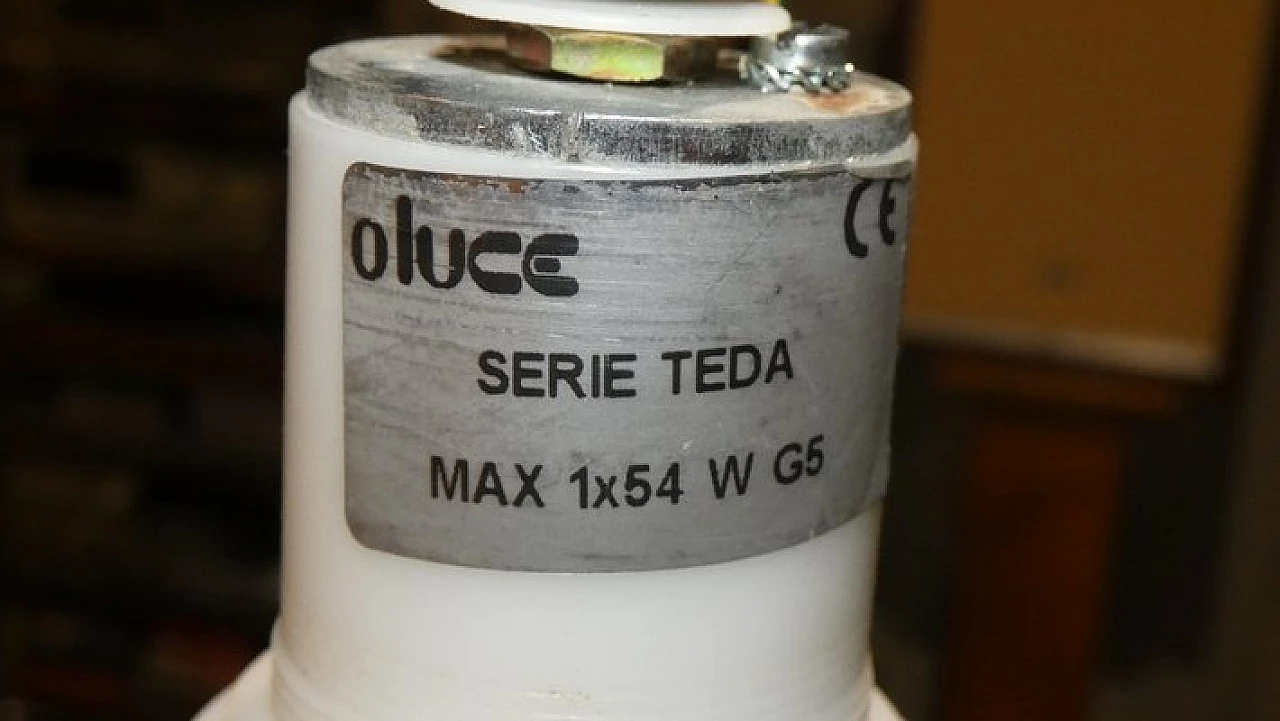 oluce CE
SERIE TEDA
MAX 1x54 W G5